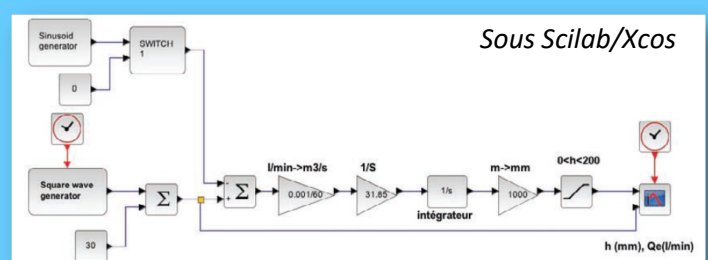 Sous Scilab/Xcos
Sinusoid
generator
SWITCH
1
0
l/min->m3/s
1/S
m->mm
0<h<200
Square wave
generator
Σ
-
+
Σ
0.001/60
31.85
1/s
1000
intégrateur
30
h (mm), Qe(l/min)